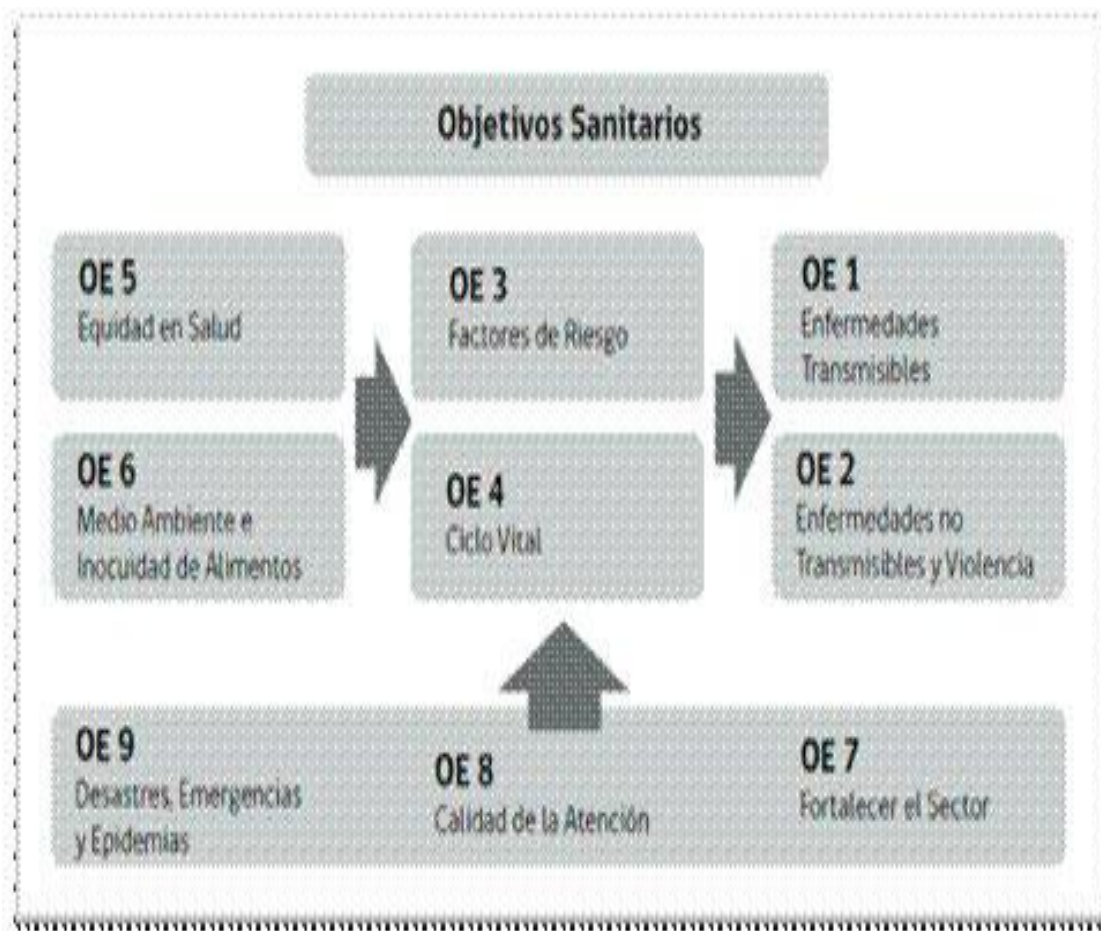 Objetivos Sanitarios
OE 5
Equidad en Salud
OE 3
Factores de Riesgo
OE 1
Enfermedades
Transmisibles
OE 6
Medio Ambiente e
Inocuidad de Alimentos
OE 4
Ciclo Vital
OE 2
Enfermedades no
Transmisibles y Violencia
OE 9
Desastres, Emergencias
y Epidemias
OE 8
Calidad de la Atención
OE 7
Fortalecer el Sector